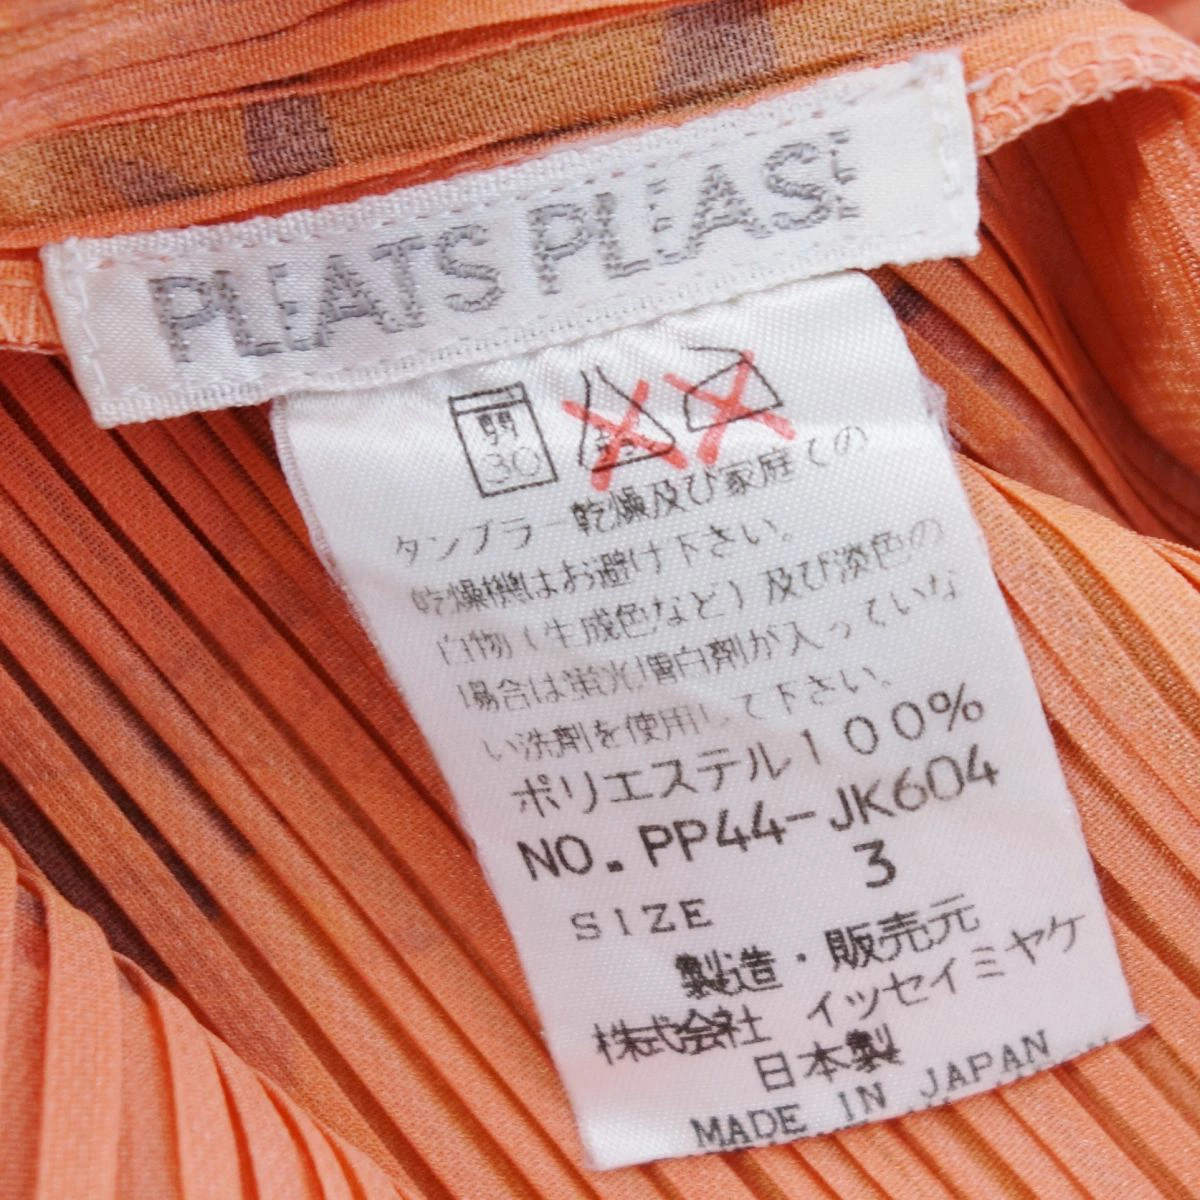 PLEATS PLEASE
弱
30
タンブラー乾燥及び家庭での
乾燥機はお避け下さい。
白物(生成色など)及び淡色の
場合は蛍光増白剤が入っていな
い洗剤を使用して下さい。
ポリエステル100%
NO. PP44-JK604
SIZE 3
製造・販売元
株式会社 イッセイミヤケ
日本製
MADE IN JAPAN